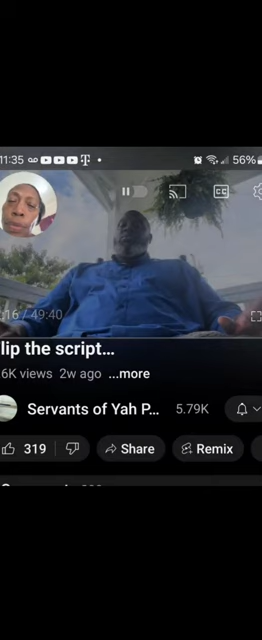 11:35
56%
:16 / 49:40
CC
lip the script...
6K views 2w ago ...more
Servants of Yah P... 5.79K
319 Share Remix